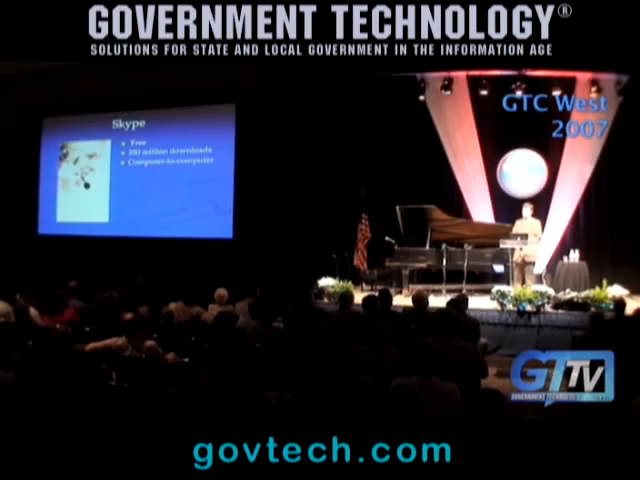 GOVERNMENT TECHNOLOGY®
SOLUTIONS FOR STATE AND LOCAL GOVERNMENT IN THE INFORMATION AGE
GTC West
2007
Skype
Free
250 million downloads
Computer-to-computer
GTTV
govtech.com